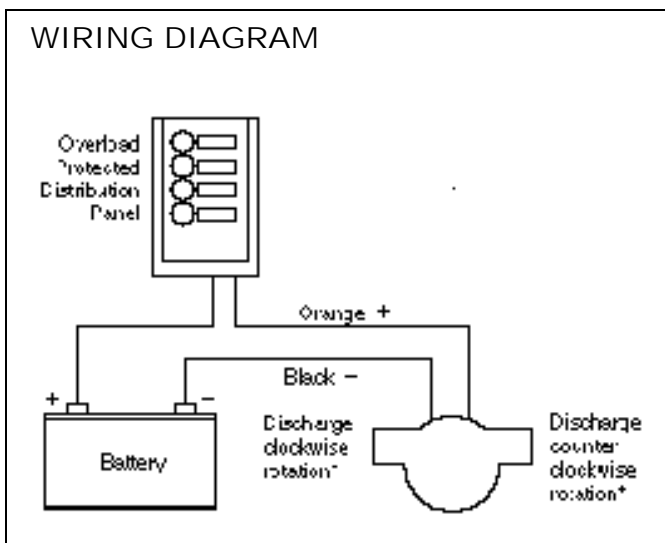 WIRING DIAGRAM
Overload
Protected
Distribution
Panel
Orange +
Black −
+
−
Battery
Discharge
clockwise
rotation*
Discharge
counter
clockwise
rotation*